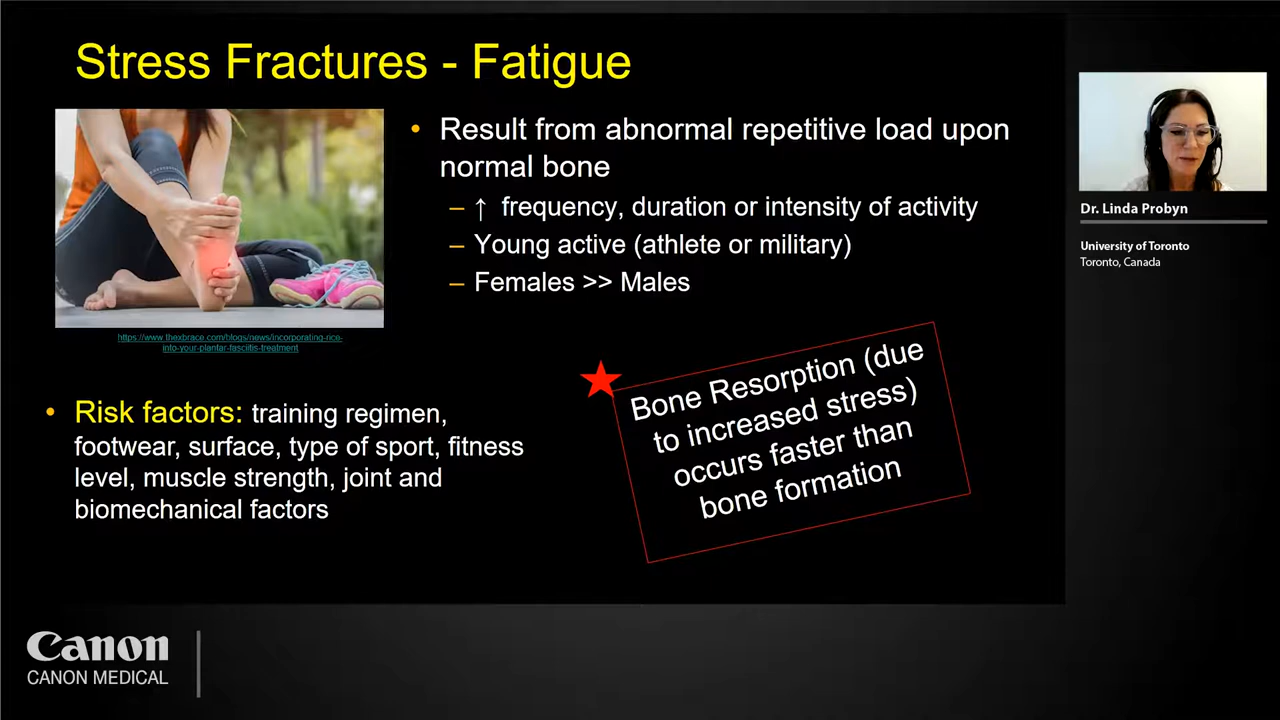 Stress Fractures - Fatigue
• Result from abnormal repetitive load upon
normal bone
– ↑ frequency, duration or intensity of activity
– Young active (athlete or military)
– Females >> Males
https://www.thexbrace.com/blogs/news/incorporating-rice-
into-your-plantar-fasciitis-treatment
• Risk factors: training regimen,
footwear, surface, type of sport, fitness
level, muscle strength, joint and
biomechanical factors
Bone Resorption (due
to increased stress)
occurs faster than
bone formation
Dr. Linda Probyn
University of Toronto
Toronto, Canada
Canon
CANON MEDICAL